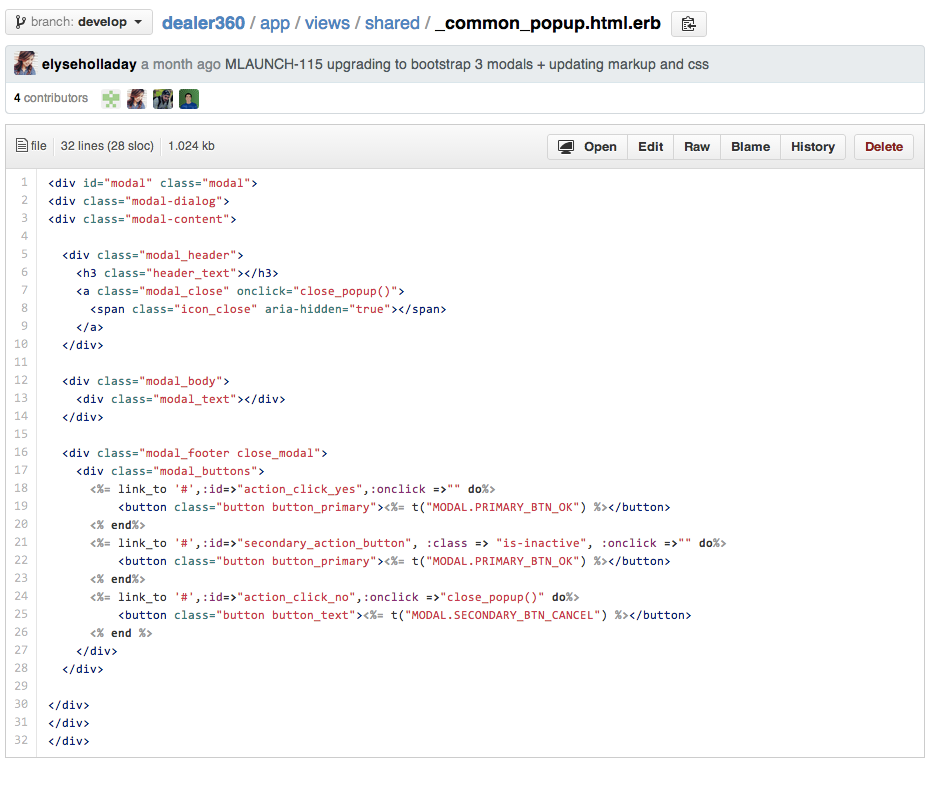 branch: develop dealer360 / app / views / shared / _common_popup.html.erb
elyseholladay a month ago MLAUNCH-115 upgrading to bootstrap 3 modals + updating markup and css
4 contributors
file 32 lines (28 sloc) 1.024 kb Open Edit Raw Blame History Delete
1 <div id="modal" class="modal">
2 <div class="modal-dialog">
3 <div class="modal-content">
4
5   <div class="modal_header">
6     <h3 class="header_text"></h3>
7     <a class="modal_close" onclick="close_popup()">
8       <span class="icon_close" aria-hidden="true"></span>
9     </a>
10   </div>
11
12   <div class="modal_body">
13     <div class="modal_text"></div>
14   </div>
15
16   <div class="modal_footer close_modal">
17     <div class="modal_buttons">
18       <%= link_to '#',:id=>"action_click_yes",:onclick =>"" do%>
19           <button class="button button_primary"><%= t("MODAL.PRIMARY_BTN_OK") %></button>
20       <% end%>
21       <%= link_to '#',:id=>"secondary_action_button", :class => "is-inactive", :onclick =>"" do%>
22           <button class="button button_primary"><%= t("MODAL.PRIMARY_BTN_OK") %></button>
23       <% end%>
24       <%= link_to '#',:id=>"action_click_no",:onclick =>"close_popup()" do%>
25           <button class="button button_text"><%= t("MODAL.SECONDARY_BTN_CANCEL") %></button>
26       <% end %>
27     </div>
28   </div>
29
30 </div>
31 </div>
32 </div>